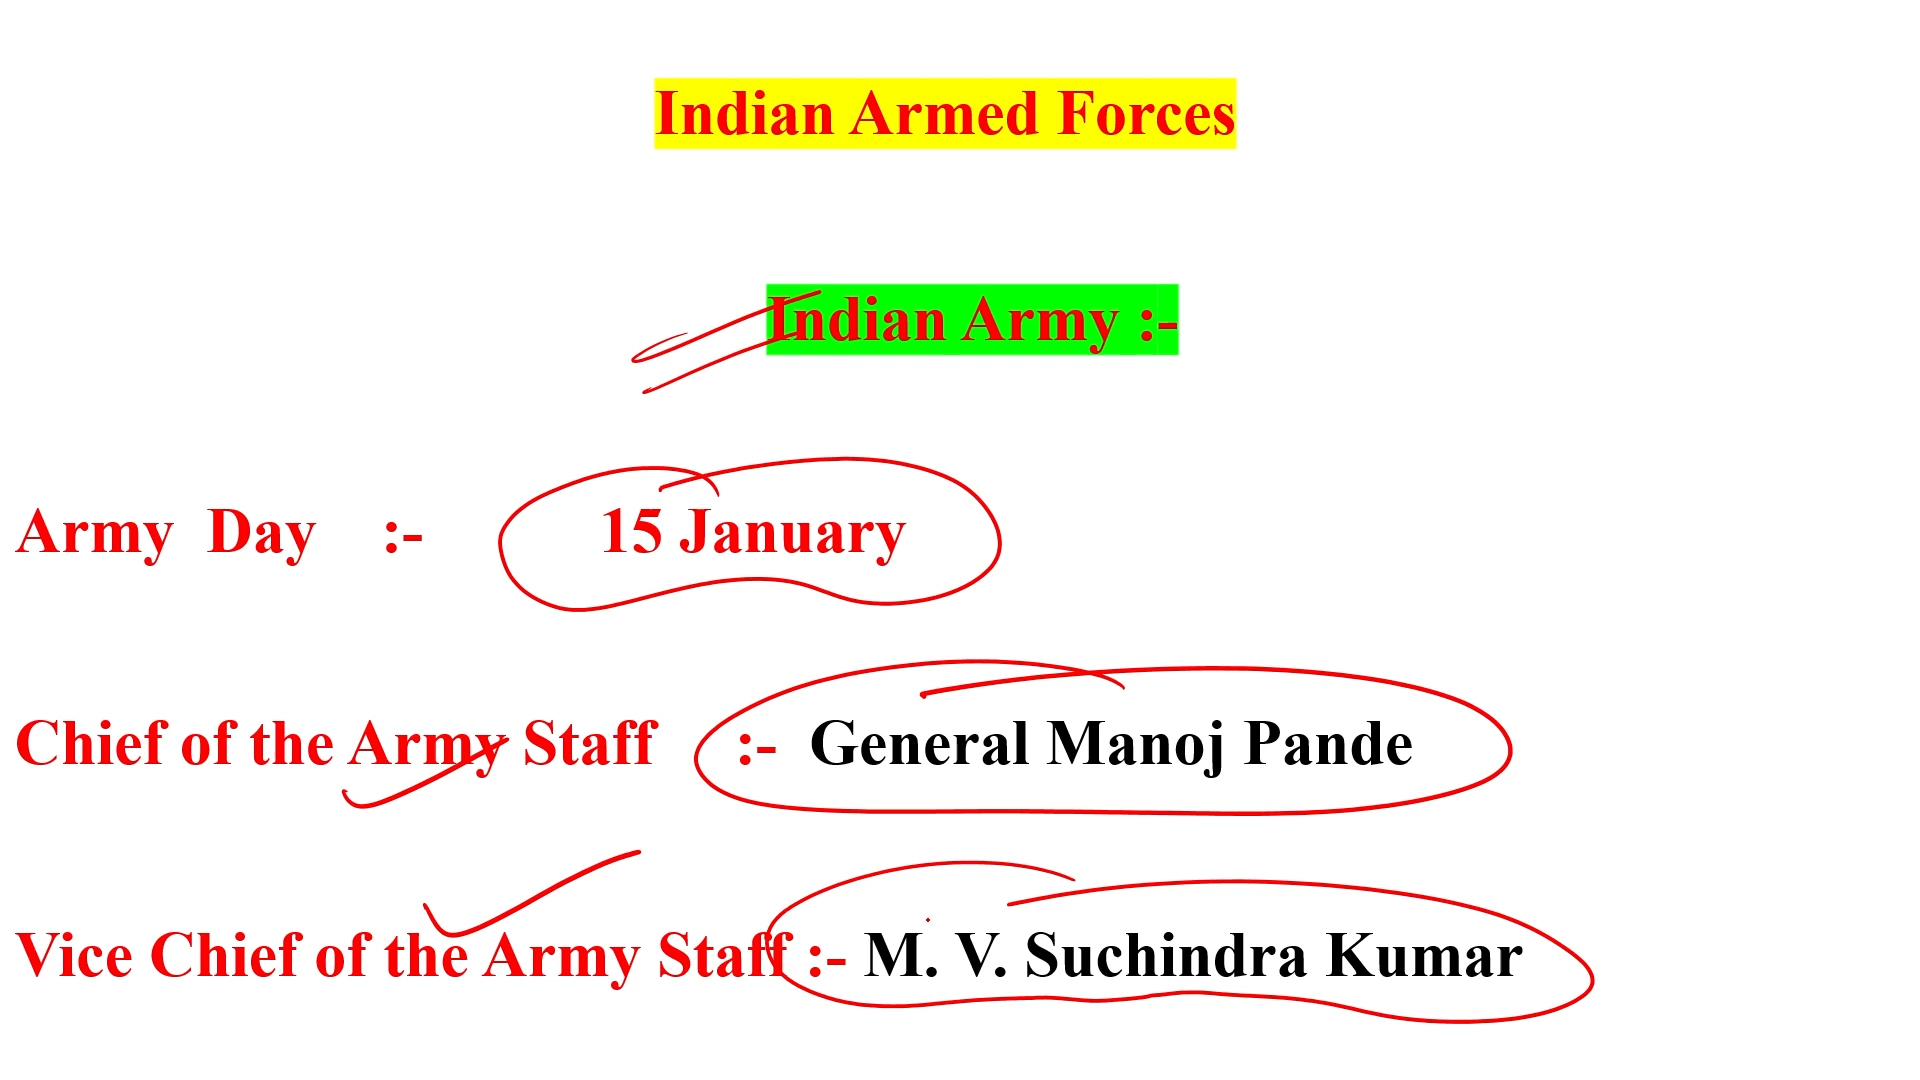 Indian Armed Forces
Indian Army :-
Army Day :- 15 January
Chief of the Army Staff :- General Manoj Pande
Vice Chief of the Army Staff :- M. V. Suchindra Kumar